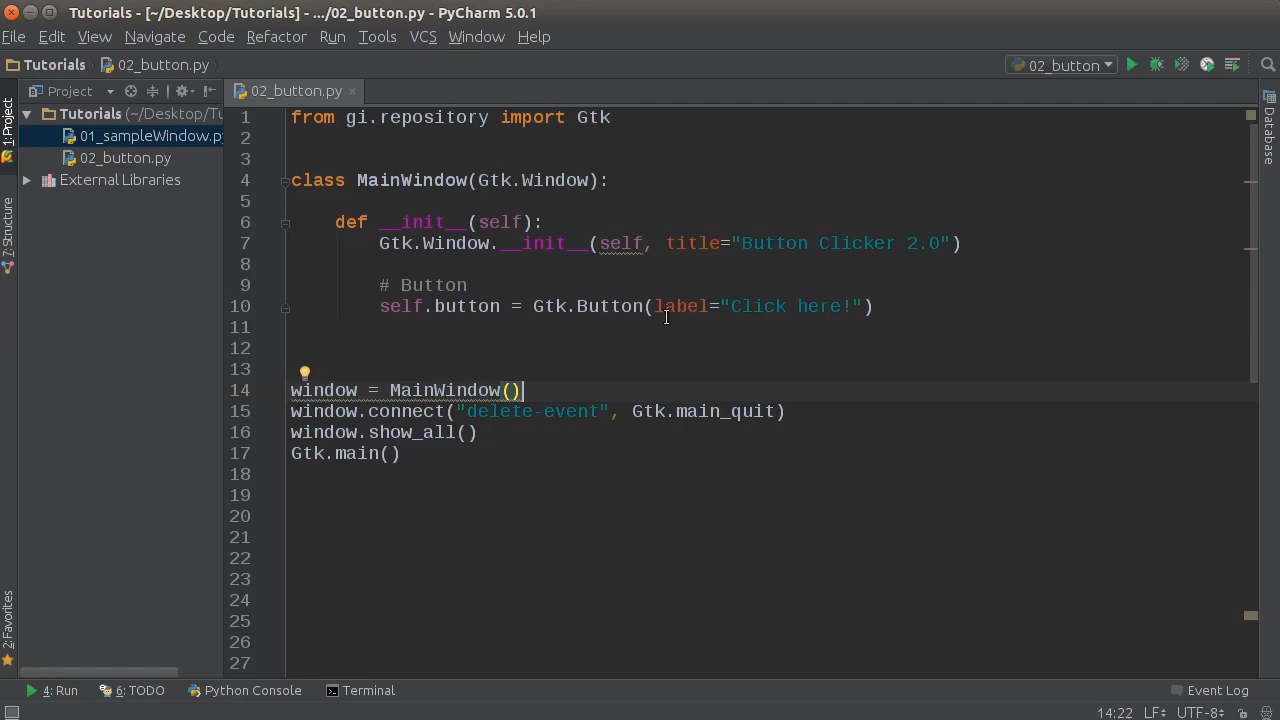 Tutorials - [~/Desktop/Tutorials] - .../02_button.py - PyCharm 5.0.1
File Edit View Navigate Code Refactor Run Tools VCS Window Help
Tutorials 02_button.py 02_button
Project 02_button.py
1: Project
Z: Structure
2: Favorites
Database
Tutorials (~/Desktop/Tu
01_sampleWindow.py
02_button.py
External Libraries
1 from gi.repository import Gtk
2
3
4 class MainWindow(Gtk.Window):
5
6 def __init__(self):
7 Gtk.Window.__init__(self, title="Button Clicker 2.0")
8
9 # Button
10 self.button = Gtk.Button(label="Click here!")
11
12
13
14 window = MainWindow()
15 window.connect("delete-event", Gtk.main_quit)
16 window.show_all()
17 Gtk.main()
18
19
20
21
22
23
24
25
26
27
4: Run 6: TODO Python Console Terminal Event Log
14:22 LF UTF-8